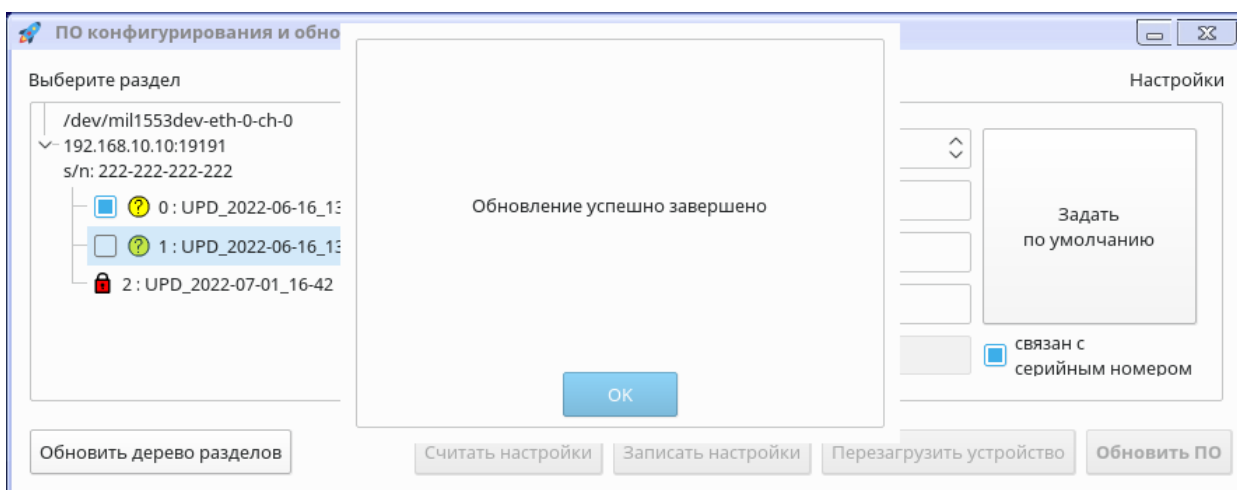 ПО конфигурирования и обно
Выберите раздел
Настройки
/dev/mil1553dev-eth-0-ch-0
192.168.10.10:19191
s/n: 222-222-222-222
0 : UPD_2022-06-16_13
1 : UPD_2022-06-16_13
2 : UPD_2022-07-01_16-42
Обновление успешно завершено
OK
Задать
по умолчанию
связан с
серийным номером
Обновить дерево разделов
Считать настройки
Записать настройки
Перезагрузить устройство
Обновить ПО